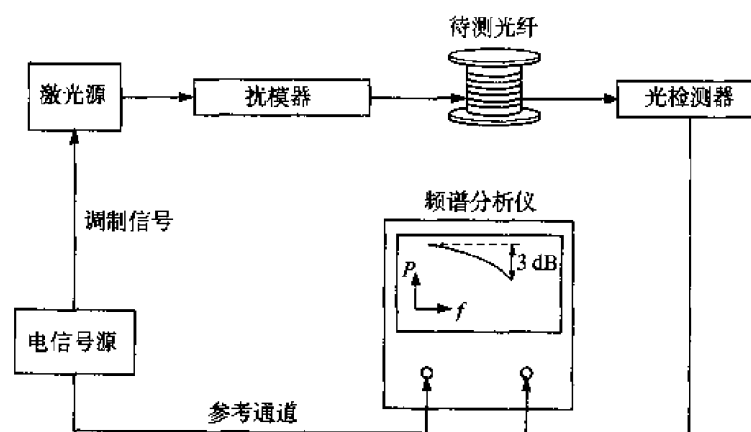 待测光纤
激光源
扰模器
光检测器
调制信号
频谱分析仪
3 dB
p
f
电信号源
参考通道